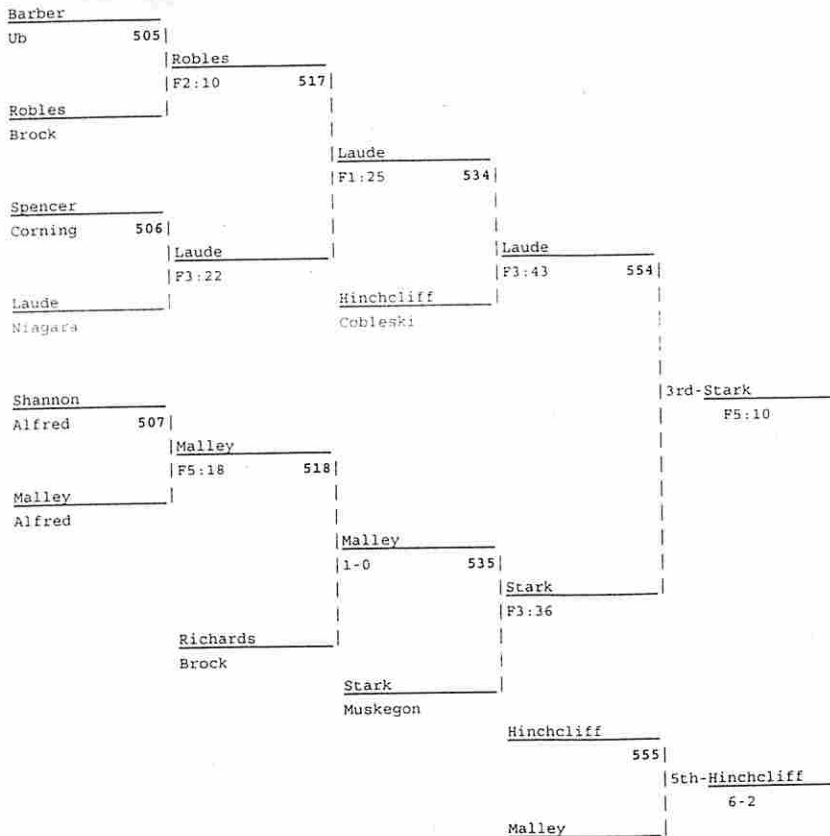 Barber
Ub 505
Robles
F2:10 517
Robles
Brock
Laude
F1:25 534
Spencer
Corning 506
Laude
F3:22
Laude
F3:43 554
Laude
Niagara
Hinchcliff
Cobleski
3rd-Stark
F5:10
Shannon
Alfred 507
Malley
F5:18 518
Malley
Alfred
Malley
1-0 535
Stark
F3:36
Richards
Brock
Stark
Muskegon
Hinchcliff
555
5th-Hinchcliff
6-2
Malley